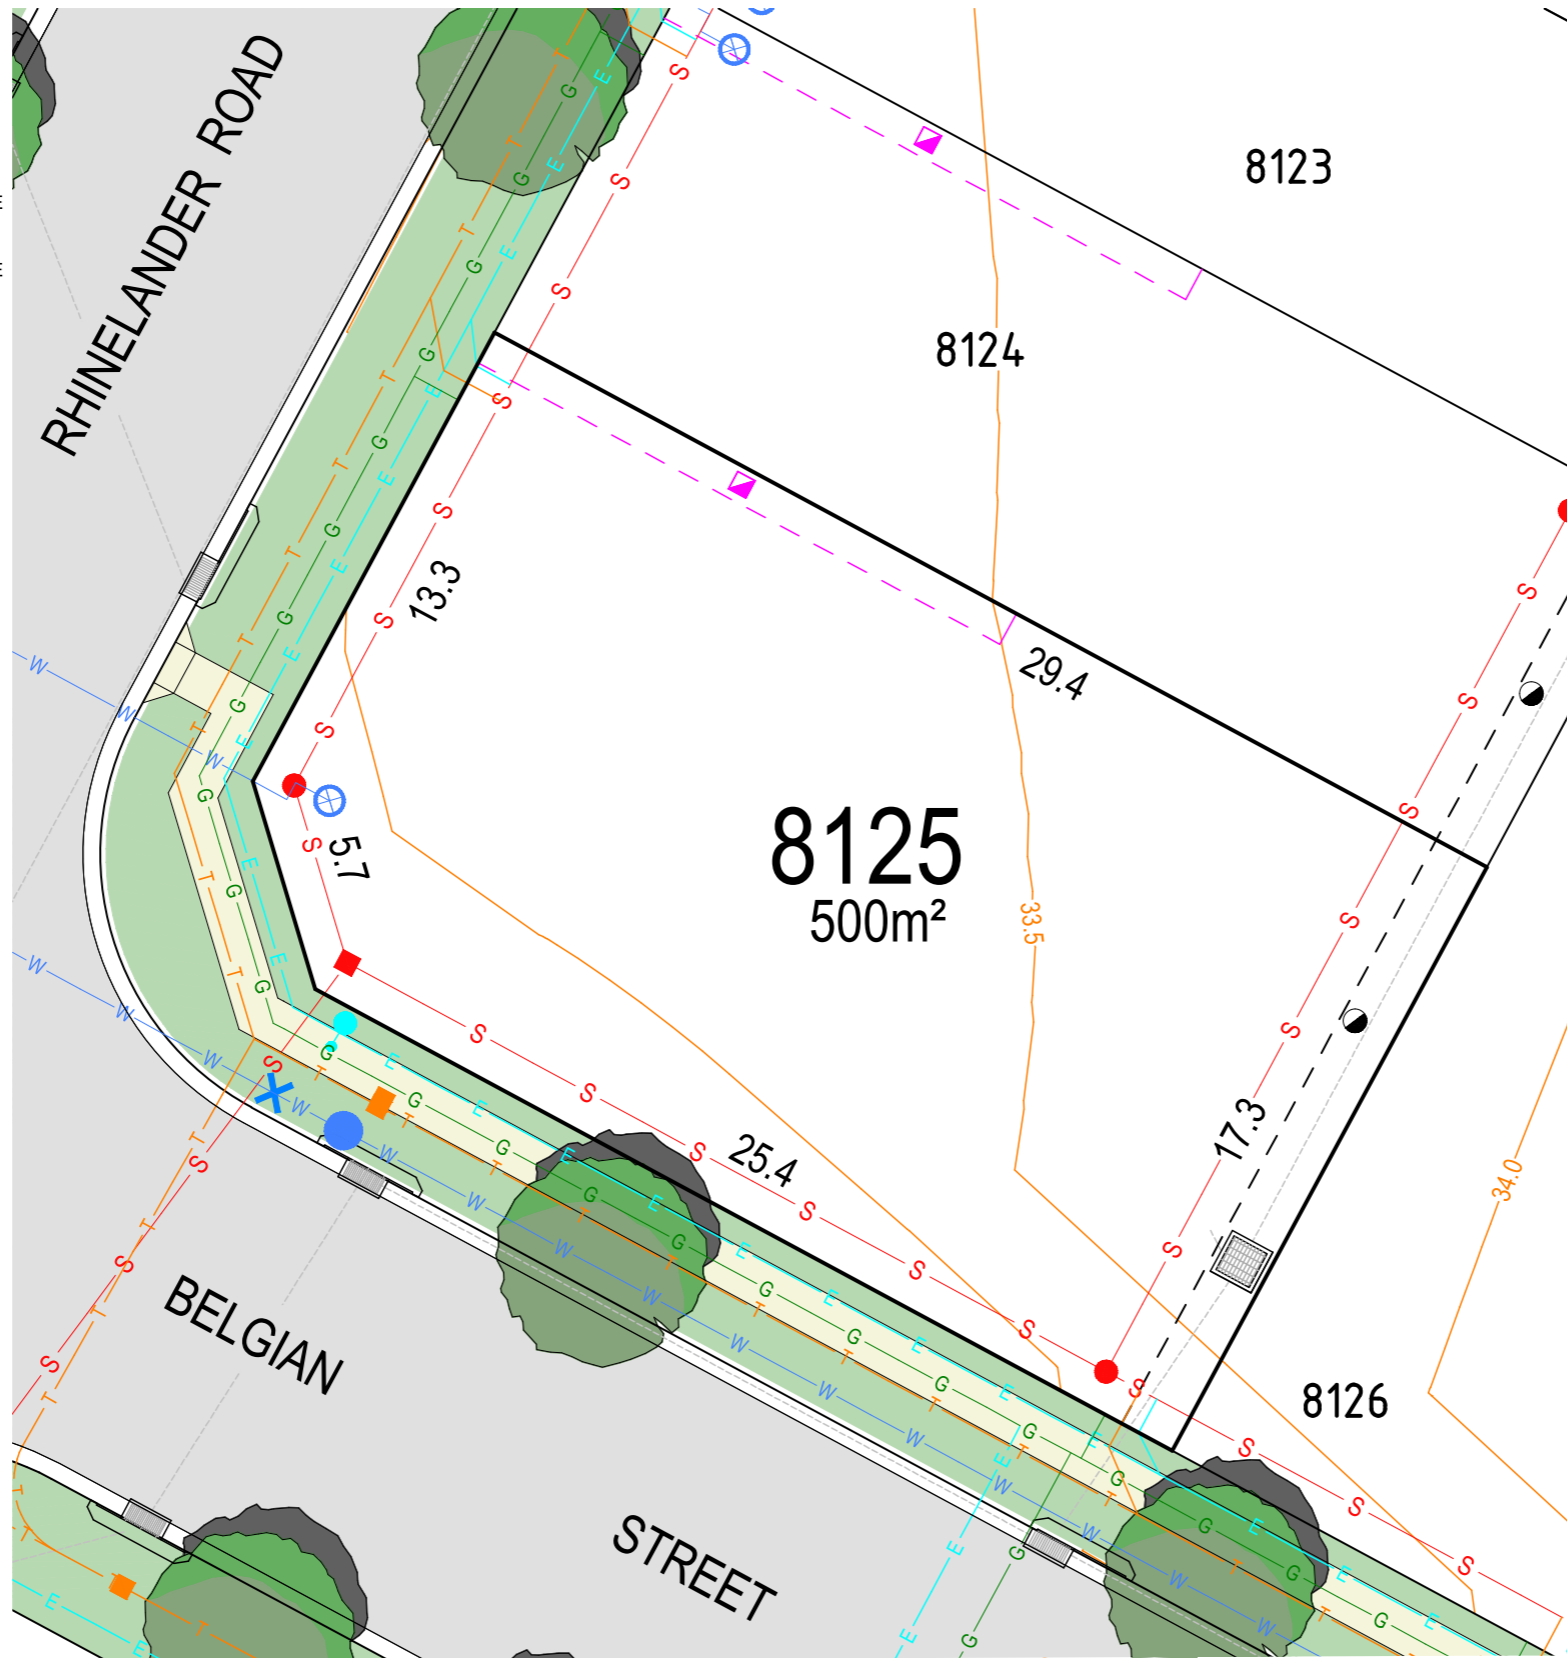 RHINELANDER ROAD
8123
8124
13.3
29.4
5.7
8125
500m²
33.5
17.3
25.4
34.0
8126
BELGIAN
STREET